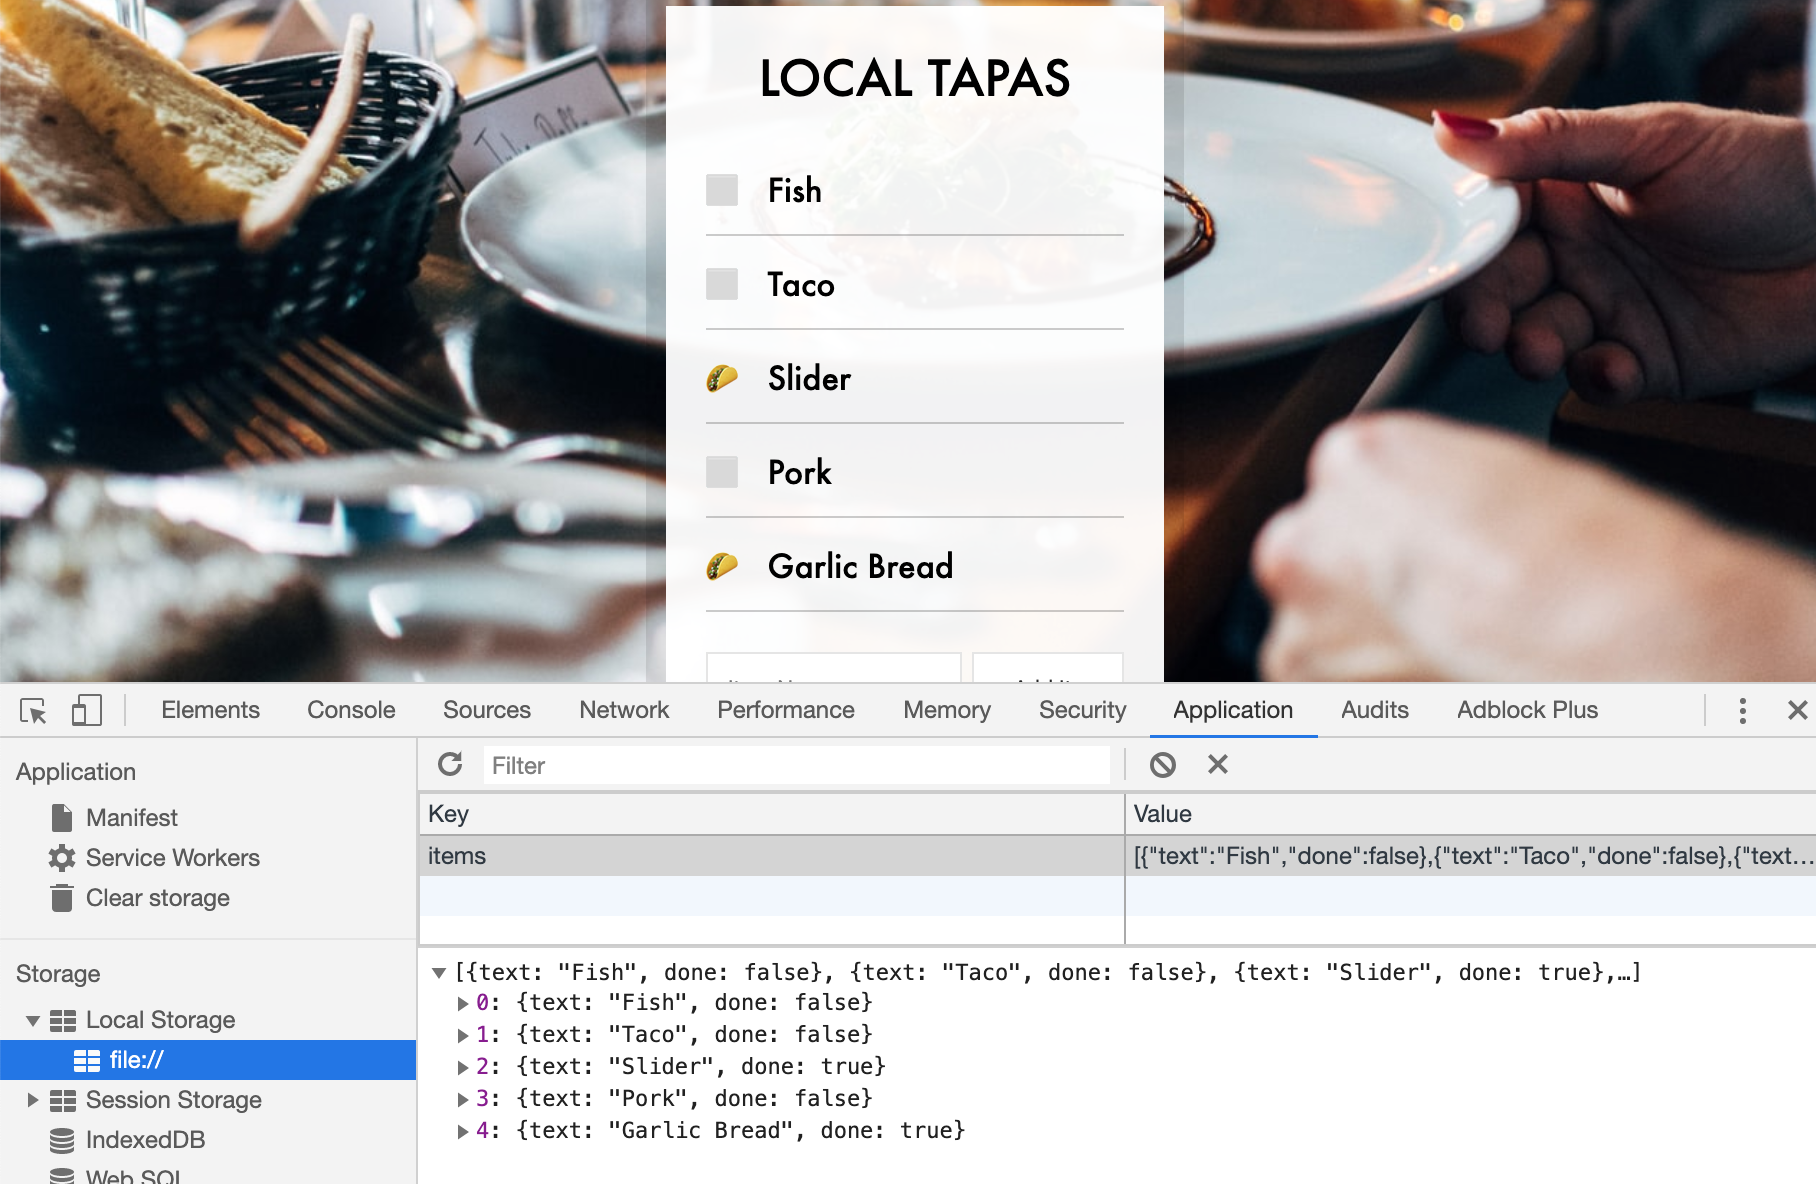 LOCAL TAPAS
Fish
Taco
Slider
Pork
Garlic Bread
Elements Console Sources Network Performance Memory Security Application Audits Adblock Plus
Application
Manifest
Service Workers
Clear storage
Storage
Local Storage
file://
Session Storage
IndexedDB
Web SQL
Filter
Key Value
items [{"text":"Fish","done":false},{"text":"Taco","done":false},{"text…
[{text: "Fish", done: false}, {text: "Taco", done: false}, {text: "Slider", done: true},…]
0: {text: "Fish", done: false}
1: {text: "Taco", done: false}
2: {text: "Slider", done: true}
3: {text: "Pork", done: false}
4: {text: "Garlic Bread", done: true}